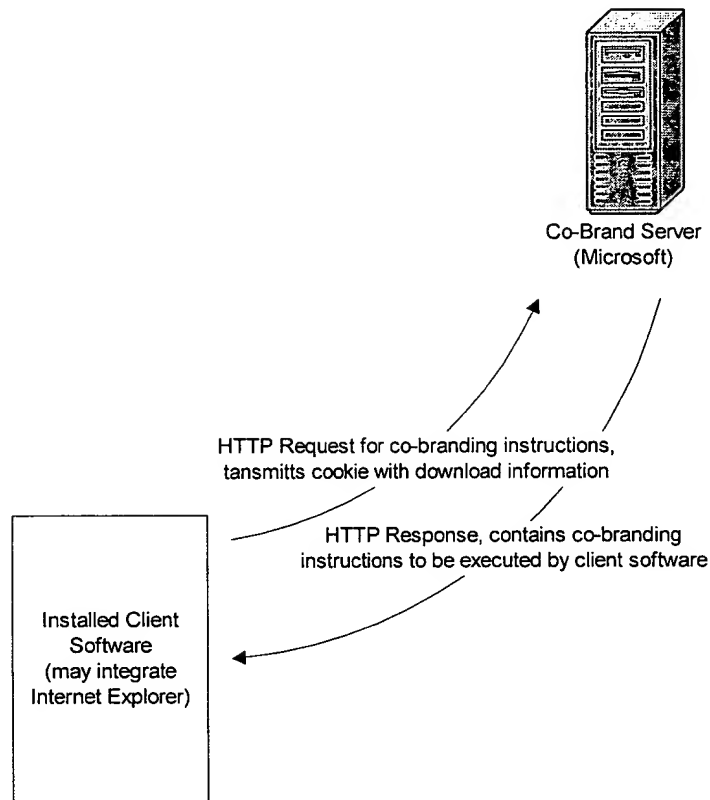 Co-Brand Server
(Microsoft)
HTTP Request for co-branding instructions,
tansmitts cookie with download information
HTTP Response, contains co-branding
instructions to be executed by client software
Installed Client
Software
(may integrate
Internet Explorer)